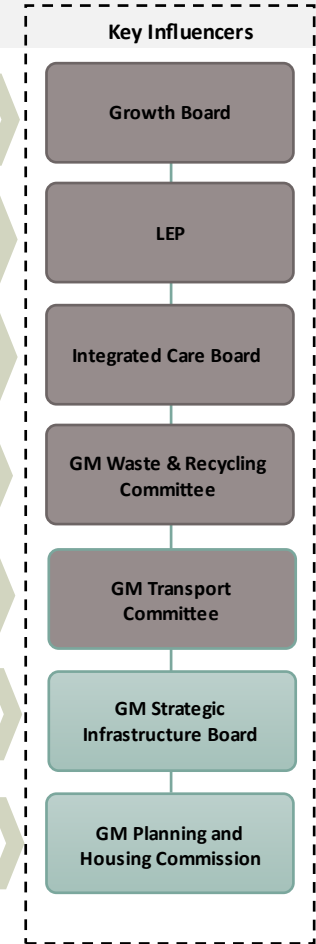 Key Influencers
Growth Board
LEP
Integrated Care Board
GM Waste & Recycling
Committee
GM Transport
Committee
GM Strategic
Infrastructure Board
GM Planning and
Housing Commission